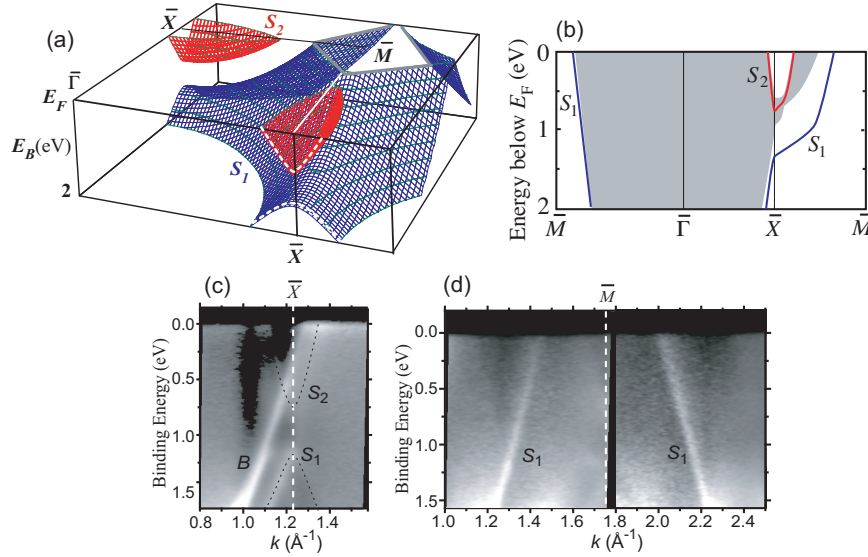 (a)
X̅
S2
M̅
Γ̅
EF
EB(eV)
2
S1
X̅
(b)
Energy below EF (eV)
0
1
2
0
1
2
S1
S2
S1
M̅
Γ̅
X̅
M̅
(c)
X̅
Binding Energy (eV)
0.0
0.5
1.0
1.5
S2
B
S1
0.8 1.0 1.2 1.4
k (Å⁻¹)
(d)
M̅
Binding Energy (eV)
0.0
0.5
1.0
1.5
S1
S1
1.0 1.2 1.4 1.6 1.8 2.0 2.2 2.4
k (Å⁻¹)